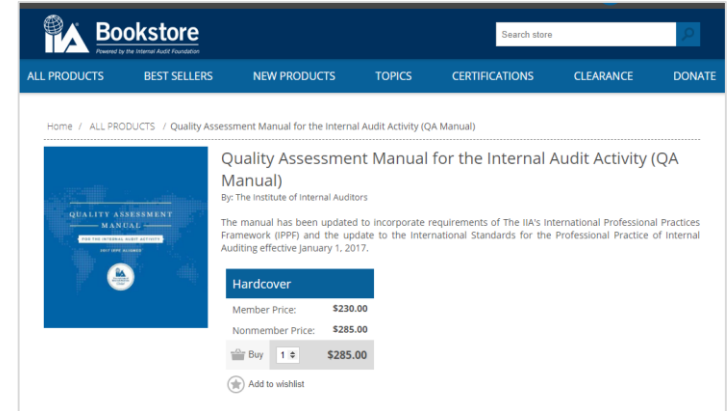 IIA Bookstore
Powered by the Internal Audit Foundation
Search store
ALL PRODUCTS BEST SELLERS NEW PRODUCTS TOPICS CERTIFICATIONS CLEARANCE DONATE
Home / ALL PRODUCTS / Quality Assessment Manual for the Internal Audit Activity (QA Manual)
QUALITY ASSESSMENT
MANUAL
FOR THE INTERNAL AUDIT ACTIVITY
2017 IPPF ALIGNED
Quality Assessment Manual for the Internal Audit Activity (QA
Manual)
By: The Institute of Internal Auditors
The manual has been updated to incorporate requirements of The IIA's International Professional Practices
Framework (IPPF) and the update to the International Standards for the Professional Practice of Internal
Auditing effective January 1, 2017.
Hardcover
Member Price: $230.00
Nonmember Price: $285.00
Buy 1 $285.00
Add to wishlist